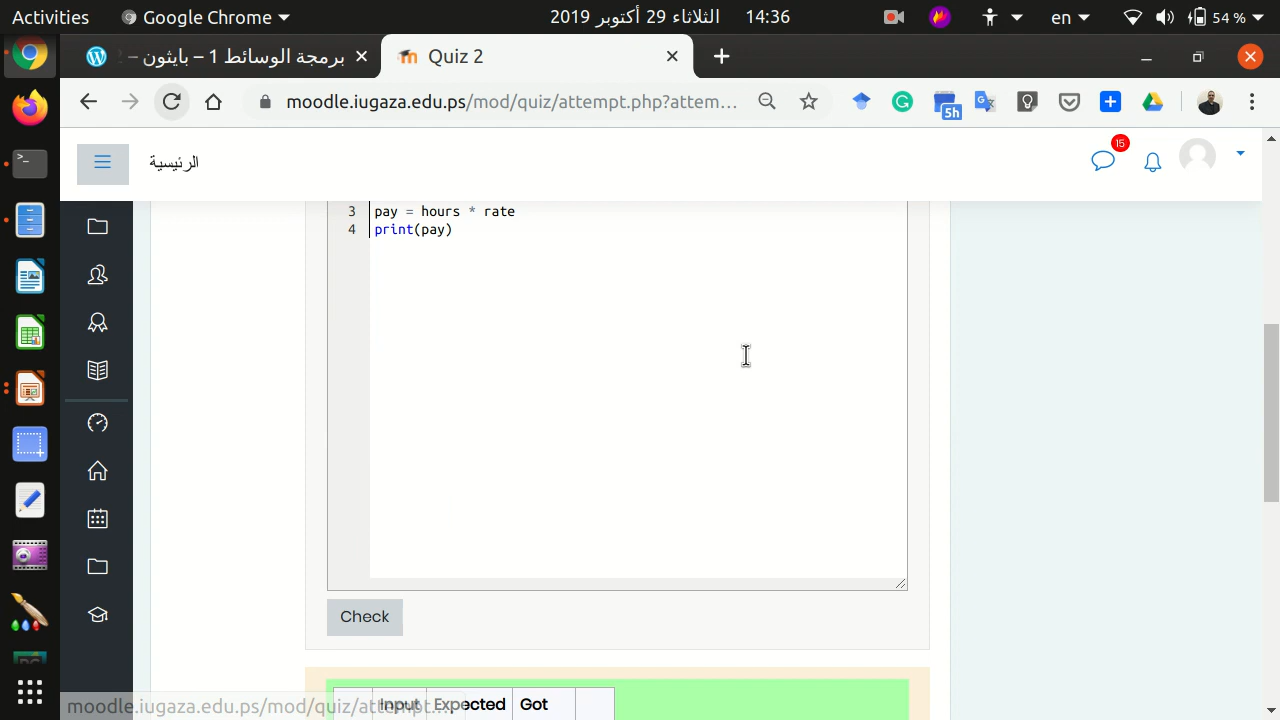 Activities
Google Chrome
الثلاثاء 29 أكتوبر 2019
14:36
en
54 %
برمجة الوسائط 1 – بايثون –
Quiz 2
moodle.iugaza.edu.ps/mod/quiz/attempt.php?attem...
5h
15
الرئيسية
3 pay = hours * rate
4 print(pay)
Check
Input Expected Got
moodle.iugaza.edu.ps/mod/quiz/attempt...